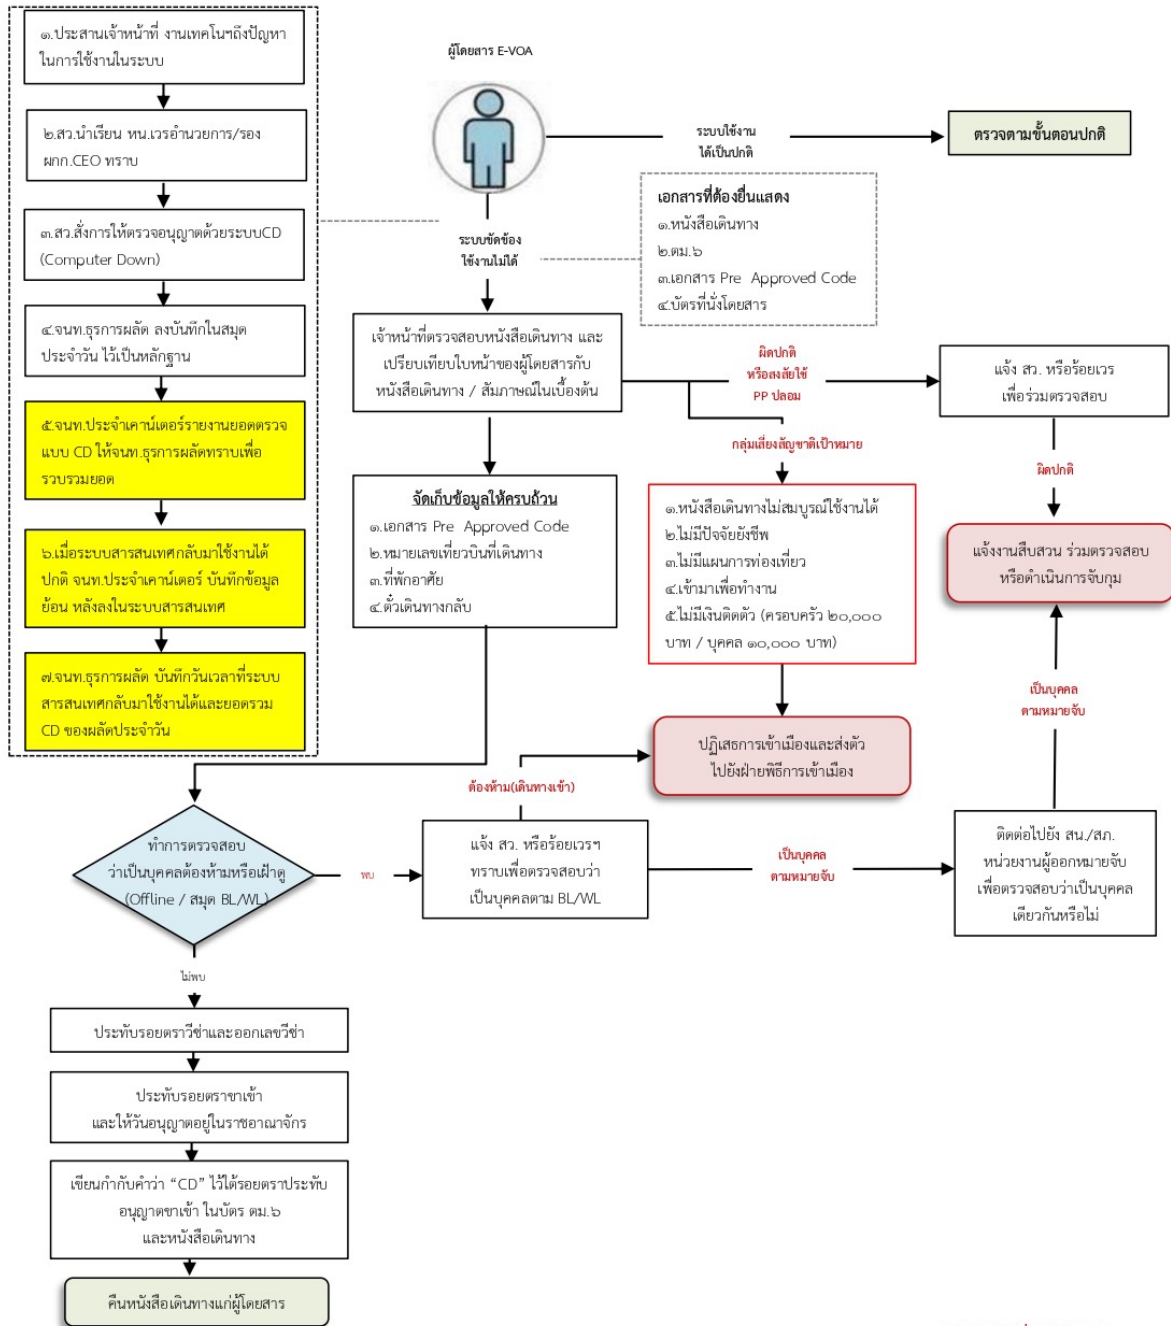 ๑.ประสานเจ้าหน้าที่ งานเทคโนฯถึงปัญหา
ในการใช้งานในระบบ
๒.สว.นำเรียน หน.เวรอำนวยการ/รอง
ผกก.CEO ทราบ
๓.สว.สั่งการให้ตรวจอนุญาตด้วยระบบCD
(Computer Down)
๔.จนท.ธุรการผลัด ลงบันทึกในสมุด
ประจำวัน ไว้เป็นหลักฐาน
๕.จนท.ประจำเคาน์เตอร์รายงานยอดตรวจ
แบบ CD ให้จนท.ธุรการผลัดทราบเพื่อ
รวบรวมยอด
๖.เมื่อระบบสารสนเทศกลับมาใช้งานได้
ปกติ จนท.ประจำเคาน์เตอร์ บันทึกข้อมูล
ย้อน หลังลงในระบบสารสนเทศ
๗.จนท.ธุรการผลัด บันทึกวันเวลาที่ระบบ
สารสนเทศกลับมาใช้งานได้และยอดรวม
CD ของผลัดประจำวัน
ผู้โดยสาร E-VOA
ระบบใช้งาน
ได้เป็นปกติ
ตรวจตามขั้นตอนปกติ
เอกสารที่ต้องยื่นแสดง
๑.หนังสือเดินทาง
๒.ตม.๖
๓.เอกสาร Pre Approved Code
๔.บัตรที่นั่งโดยสาร
ระบบขัดข้อง
ใช้งานไม่ได้
เจ้าหน้าที่ตรวจสอบหนังสือเดินทาง และ
เปรียบเทียบใบหน้าของผู้โดยสารกับ
หนังสือเดินทาง / สัมภาษณ์ในเบื้องต้น
ผิดปกติ
หรือสงสัยใช้
PP ปลอม
แจ้ง สว. หรือร้อยเวร
เพื่อร่วมตรวจสอบ
กลุ่มเสี่ยงสัญชาติเป้าหมาย
ผิดปกติ
จัดเก็บข้อมูลให้ครบถ้วน
๑.เอกสาร Pre Approved Code
๒.หมายเลขเที่ยวบินที่เดินทาง
๓.ที่พักอาศัย
๔.ตั๋วเดินทางกลับ
๑.หนังสือเดินทางไม่สมบูรณ์ใช้งานได้
๒.ไม่มีปัจจัยยังชีพ
๓.ไม่มีแผนการท่องเที่ยว
๔.เข้ามาเพื่อทำงาน
๕.ไม่มีเงินติดตัว (ครอบครัว ๒๐,๐๐๐
บาท / บุคคล ๑๐,๐๐๐ บาท)
แจ้งงานสืบสวน ร่วมตรวจสอบ
หรือดำเนินการจับกุม
เป็นบุคคล
ตามหมายจับ
ปฏิเสธการเข้าเมืองและส่งตัว
ไปยังฝ่ายพิธีการเข้าเมือง
ต้องห้าม(เดินทางเข้า)
ทำการตรวจสอบ
ว่าเป็นบุคคลต้องห้ามหรือเฝ้าดู
(Offline / สมุด BL/WL)
พบ
แจ้ง สว. หรือร้อยเวรฯ
ทราบเพื่อตรวจสอบว่า
เป็นบุคคลตาม BL/WL
เป็นบุคคล
ตามหมายจับ
ติดต่อไปยัง สน./สภ.
หน่วยงานผู้ออกหมายจับ
เพื่อตรวจสอบว่าเป็นบุคคล
เดียวกันหรือไม่
ไม่พบ
ประทับรอยตราวีซ่าและออกเลขวีซ่า
ประทับรอยตราขาเข้า
และให้วันอนุญาตอยู่ในราชอาณาจักร
เขียนกำกับคำว่า “CD” ไว้ใต้รอยตราประทับ
อนุญาตขาเข้า ในบัตร ตม.๖
และหนังสือเดินทาง
คืนหนังสือเดินทางแก่ผู้โดยสาร